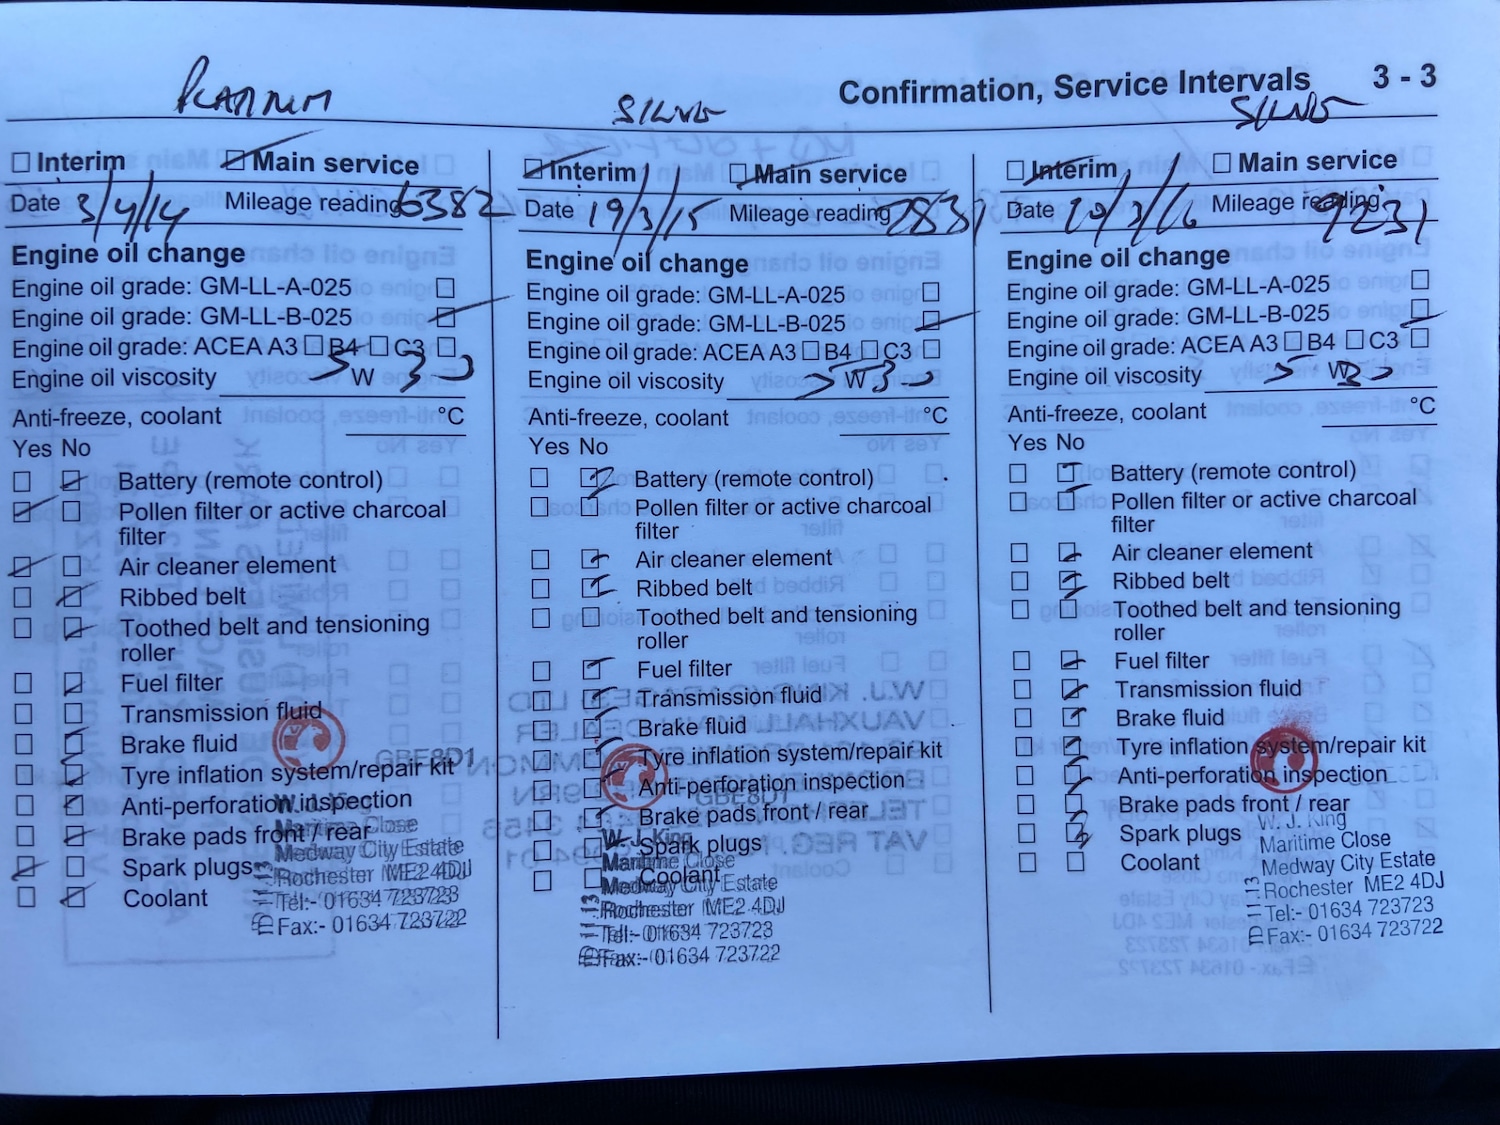 Confirmation, Service Intervals 3 - 3
PLATINUM
Interim Main service
Date 3/4/14 Mileage reading 6382
Engine oil change
Engine oil grade: GM-LL-A-025
Engine oil grade: GM-LL-B-025
Engine oil grade: ACEA A3 B4 C3
Engine oil viscosity 5 W 30
Anti-freeze, coolant °C
Yes No
Battery (remote control)
Pollen filter or active charcoal
filter
Air cleaner element
Ribbed belt
Toothed belt and tensioning
roller
Fuel filter
Transmission fluid
Brake fluid
Tyre inflation system/repair kit
Anti-perforation inspection
Brake pads front / rear
Spark plugs
Coolant
GBE8D1
W. J. King
Maritime Close
Medway City Estate
Rochester ME2 4DJ
Tel:- 01634 723723
Fax:- 01634 723722
SILVER
Interim Main service
Date 19/3/15 Mileage reading 7839
Engine oil change
Engine oil grade: GM-LL-A-025
Engine oil grade: GM-LL-B-025
Engine oil grade: ACEA A3 B4 C3
Engine oil viscosity 5 W 30
Anti-freeze, coolant °C
Yes No
Battery (remote control)
Pollen filter or active charcoal
filter
Air cleaner element
Ribbed belt
Toothed belt and tensioning
roller
Fuel filter
Transmission fluid
Brake fluid
Tyre inflation system/repair kit
Anti-perforation inspection
Brake pads front / rear
Spark plugs
Coolant
GBE8D1
W. J. King
Maritime Close
Medway City Estate
Rochester ME2 4DJ
Tel:- 01634 723723
Fax:- 01634 723722
SILVER
Interim Main service
Date Mileage reading 9231
Engine oil change
Engine oil grade: GM-LL-A-025
Engine oil grade: GM-LL-B-025
Engine oil grade: ACEA A3 B4 C3
Engine oil viscosity 5 W 30
Anti-freeze, coolant °C
Yes No
Battery (remote control)
Pollen filter or active charcoal
filter
Air cleaner element
Ribbed belt
Toothed belt and tensioning
roller
Fuel filter
Transmission fluid
Brake fluid
Tyre inflation system/repair kit
Anti-perforation inspection
Brake pads front / rear
Spark plugs
Coolant
W. J. King
Maritime Close
Medway City Estate
Rochester ME2 4DJ
Tel:- 01634 723723
Fax:- 01634 723722